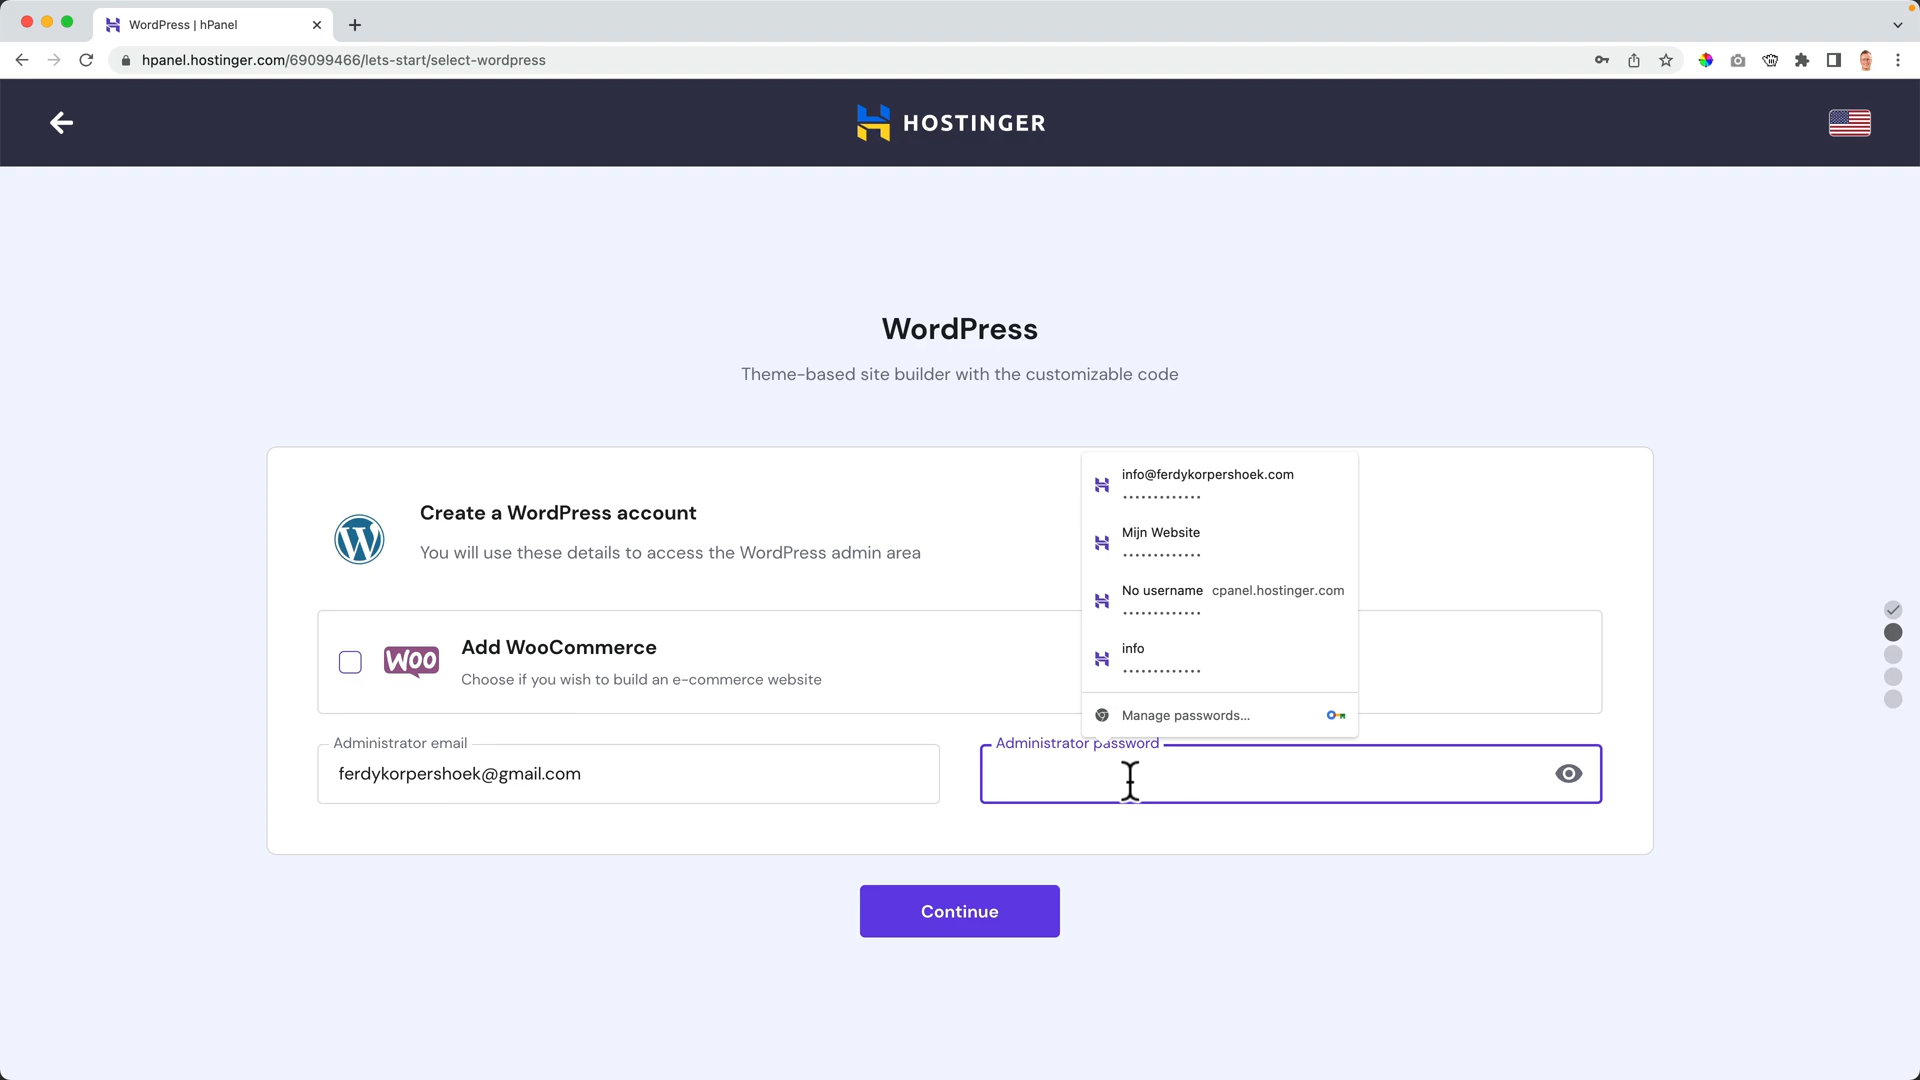 WordPress | hPanel
hpanel.hostinger.com/69099466/lets-start/select-wordpress
HOSTINGER
WordPress
Theme-based site builder with the customizable code
Create a WordPress account
You will use these details to access the WordPress admin area
WOO
Add WooCommerce
Choose if you wish to build an e-commerce website
info@ferdykorpershoek.com
•••••••••••••
Mijn Website
•••••••••••••
No username cpanel.hostinger.com
•••••••••••••
info
•••••••••••••
Manage passwords...
Administrator email
ferdykorpershoek@gmail.com
Administrator password
Continue